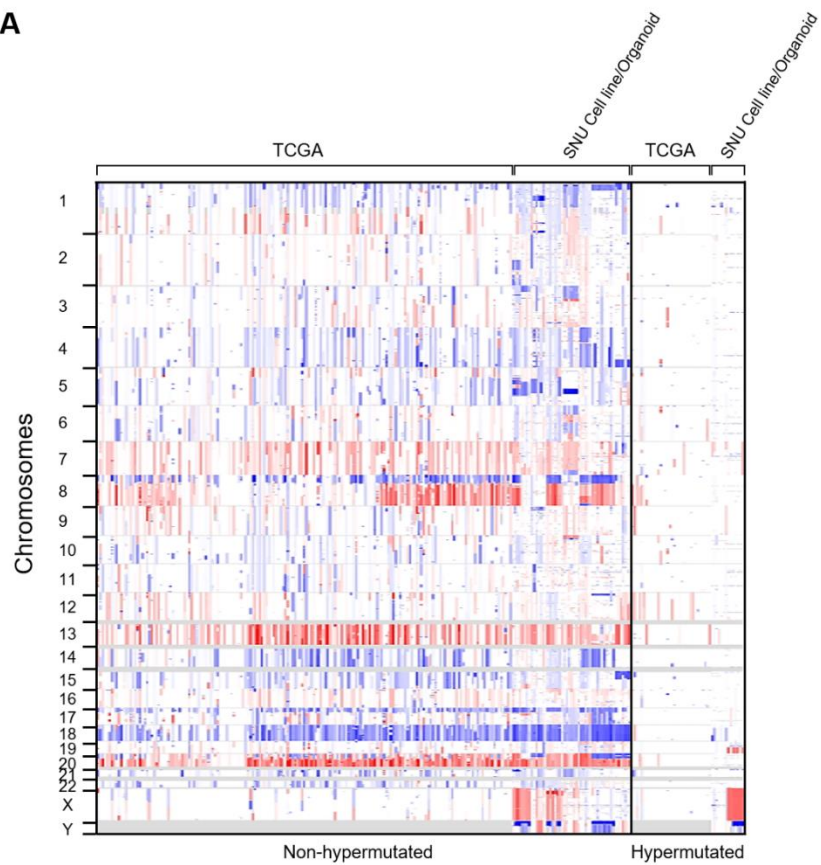 A
SNU Cell line/Organoid
SNU Cell line/Organoid
TCGA
TCGA
Chromosomes
1
2
3
4
5
6
7
8
9
10
11
12
13
14
15
16
17
18
19
20
21
22
X
Y
Non-hypermutated
Hypermutated